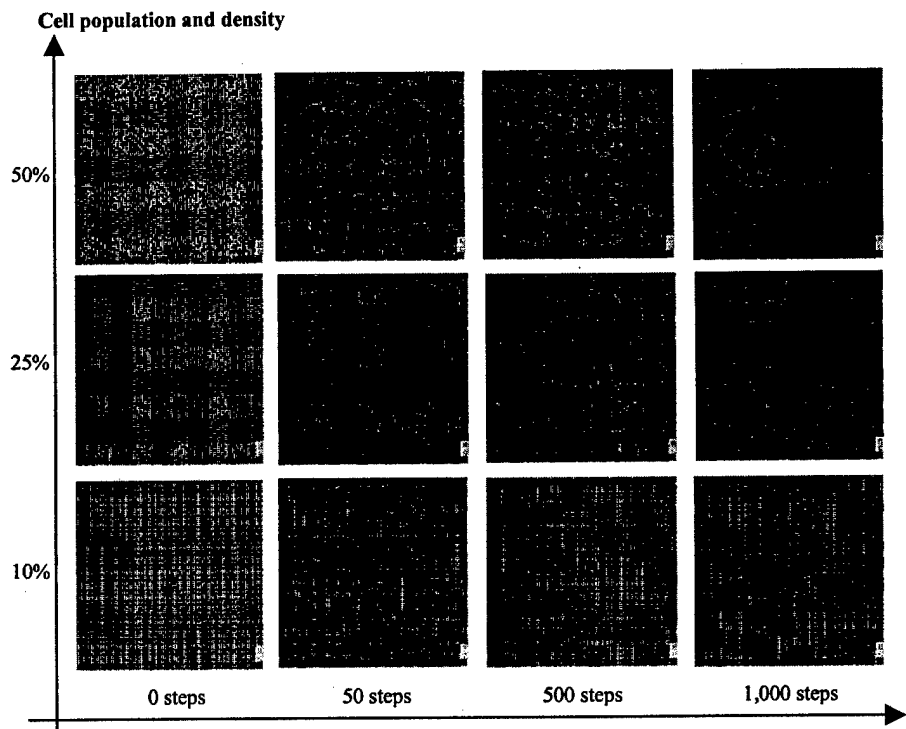 Cell population and density
50%
25%
10%
0 steps
50 steps
500 steps
1,000 steps